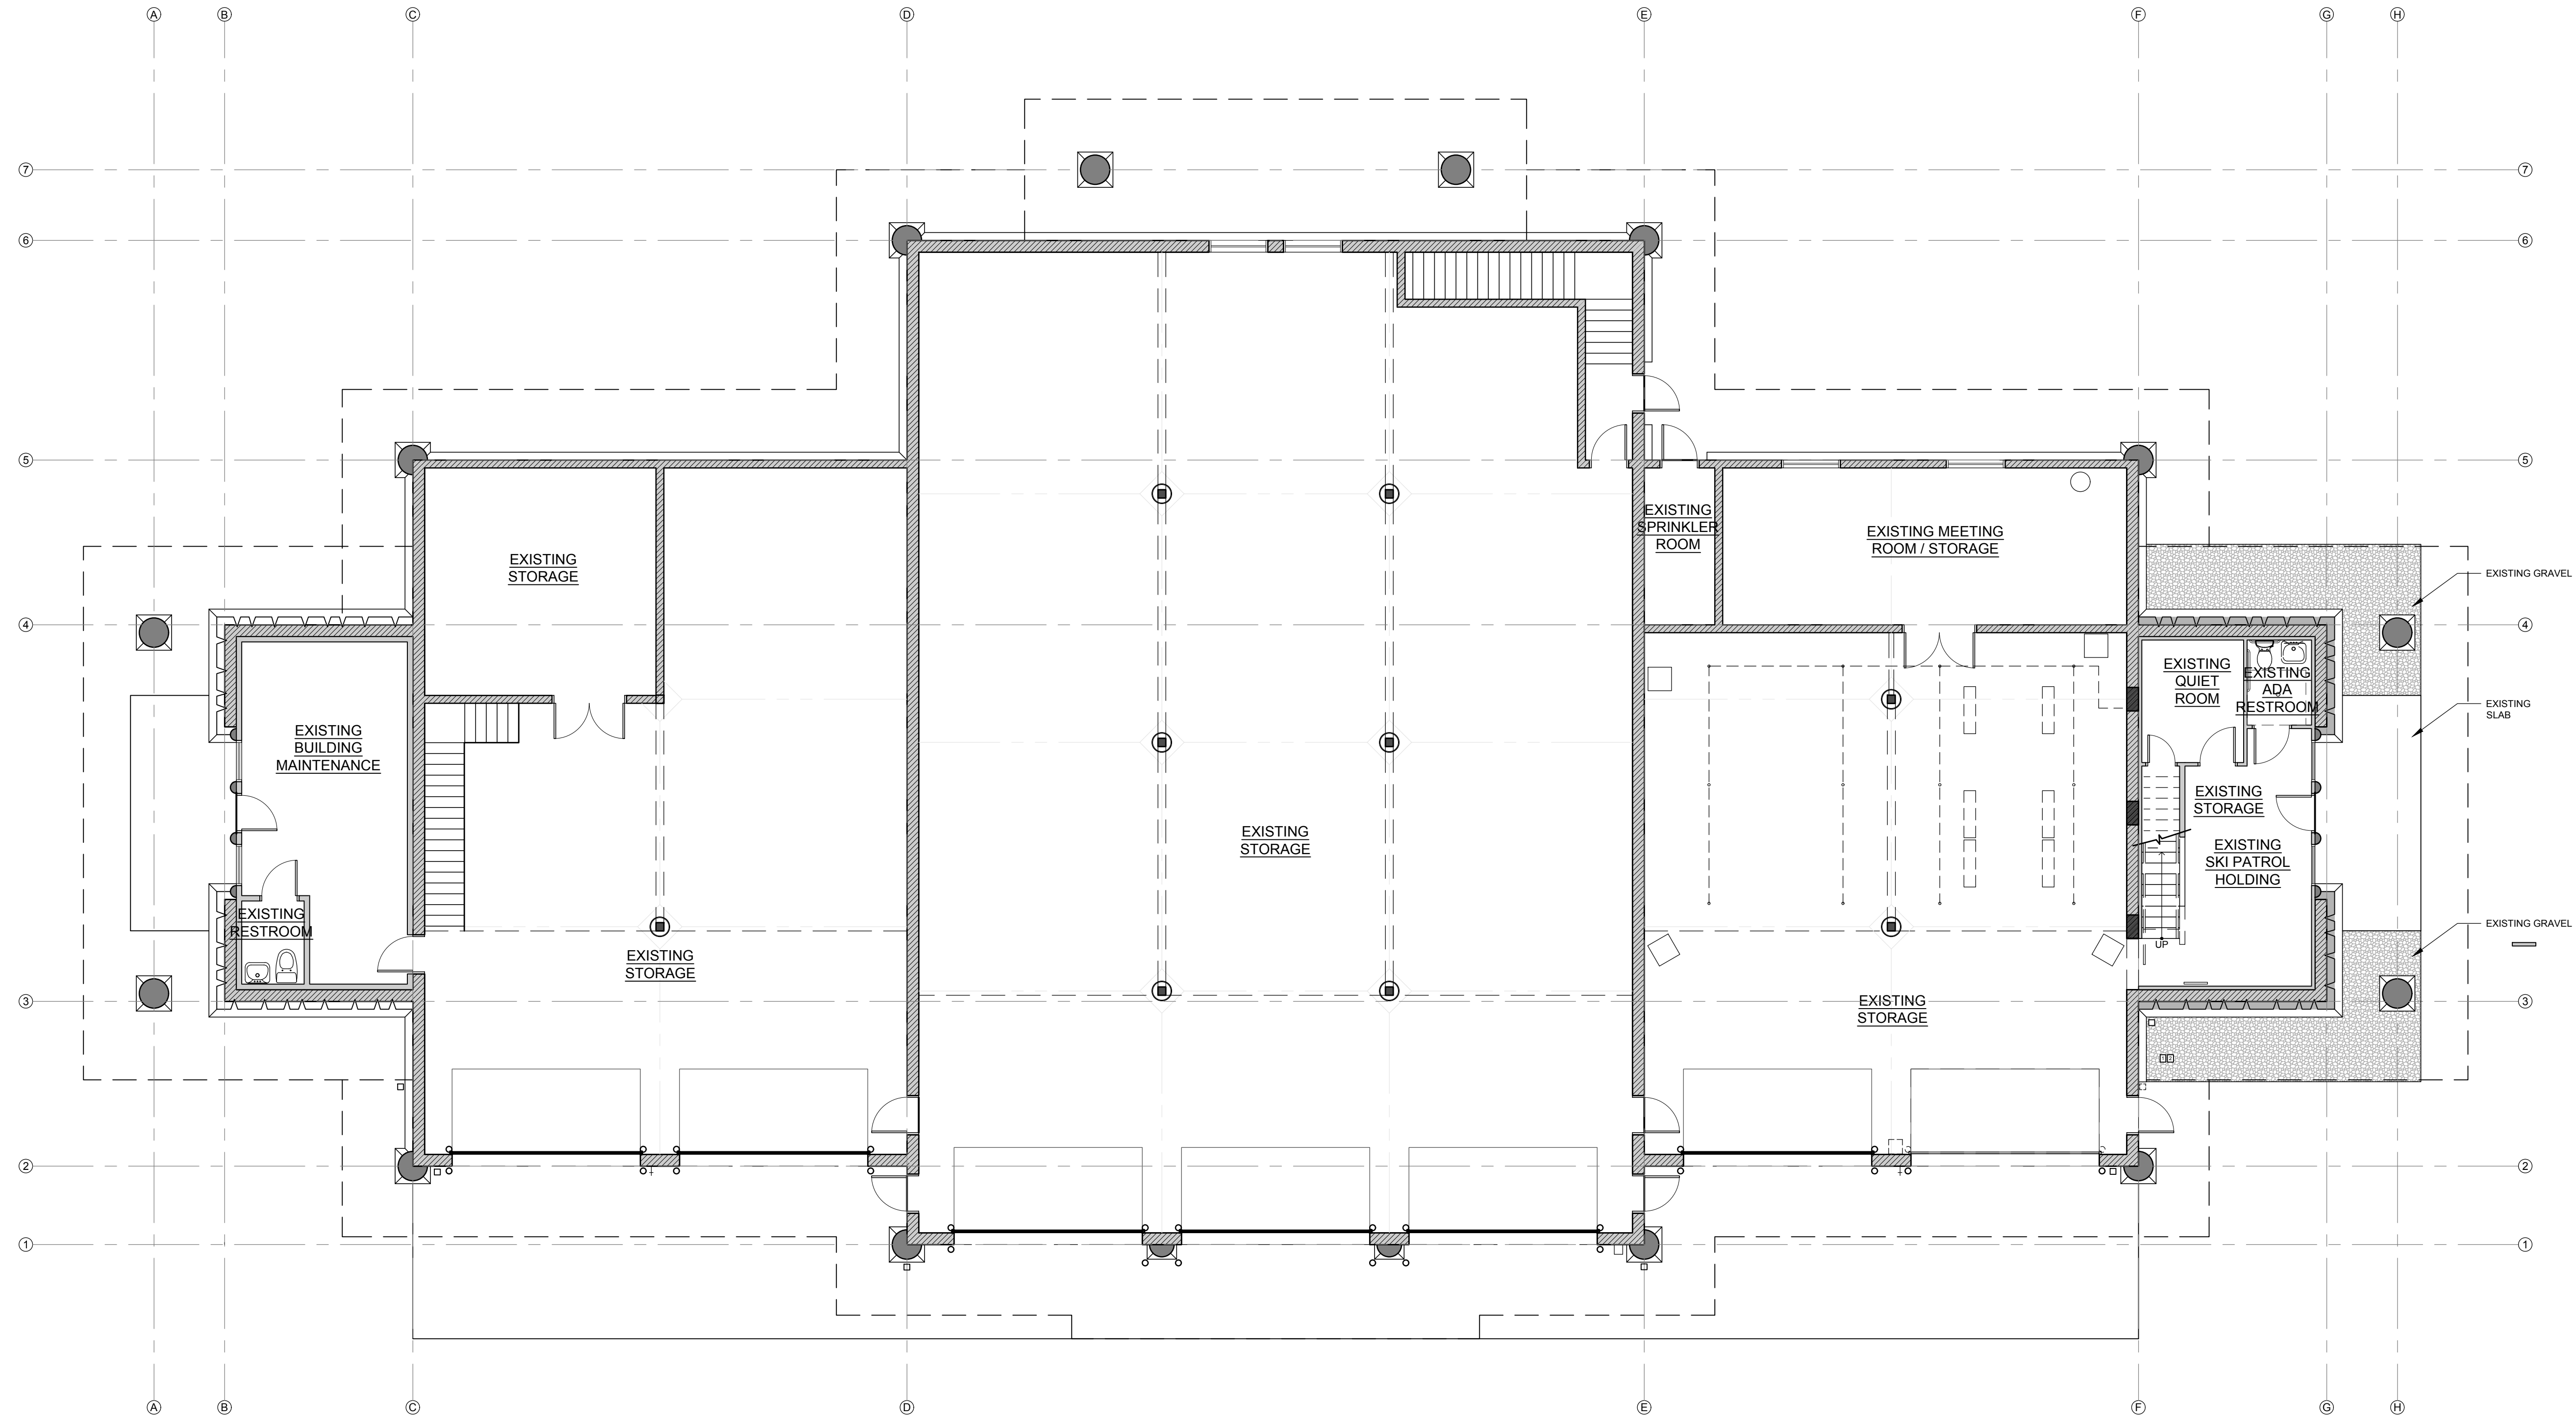 A
B
C
D
E
F
G
H
7
7
6
6
5
5
EXISTING
SPRINKLER
ROOM
EXISTING MEETING
ROOM / STORAGE
EXISTING
STORAGE
EXISTING GRAVEL
4
4
EXISTING
QUIET
ROOM
EXISTING
ADA
RESTROOM
EXISTING
SLAB
EXISTING
BUILDING
MAINTENANCE
EXISTING
STORAGE
EXISTING
STORAGE
EXISTING
SKI PATROL
HOLDING
EXISTING
RESTROOM
EXISTING GRAVEL
UP
EXISTING
STORAGE
EXISTING
STORAGE
3
3
1 2
2
2
1
1
A
B
C
D
E
F
G
H